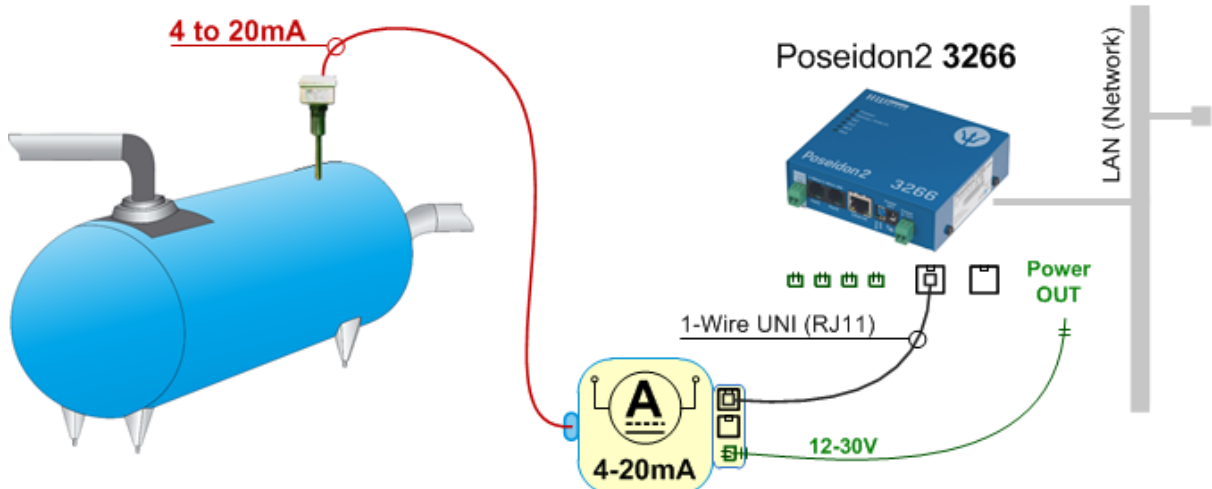 4 to 20mA
Poseidon2 3266
LAN (Network)
Poseidon2 3266
Power
OUT
1-Wire UNI (RJ11)
A
12-30V
4-20mA